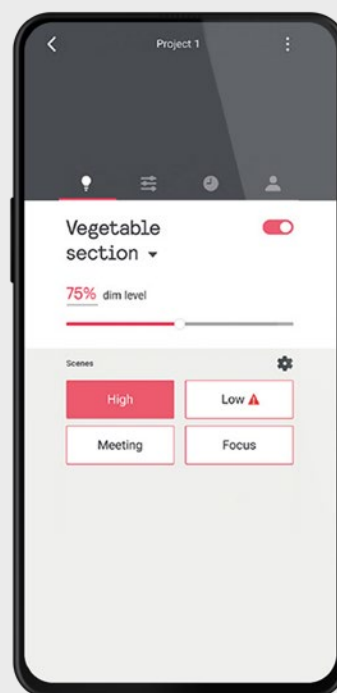 Project 1
Vegetable
section
75% dim level
Scenes
High
Low
Meeting
Focus